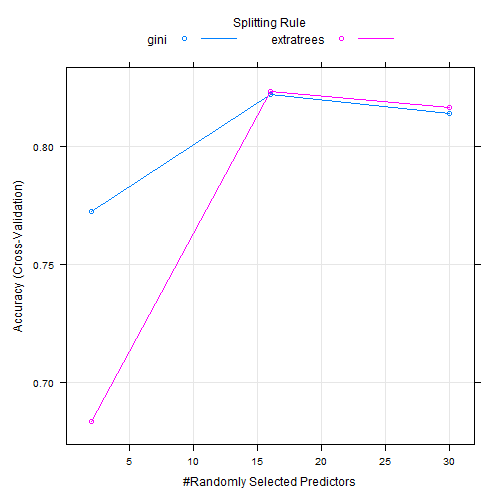 Splitting Rule
gini extratrees
Accuracy (Cross-Validation)
0.80
0.75
0.70
5 10 15 20 25 30
#Randomly Selected Predictors